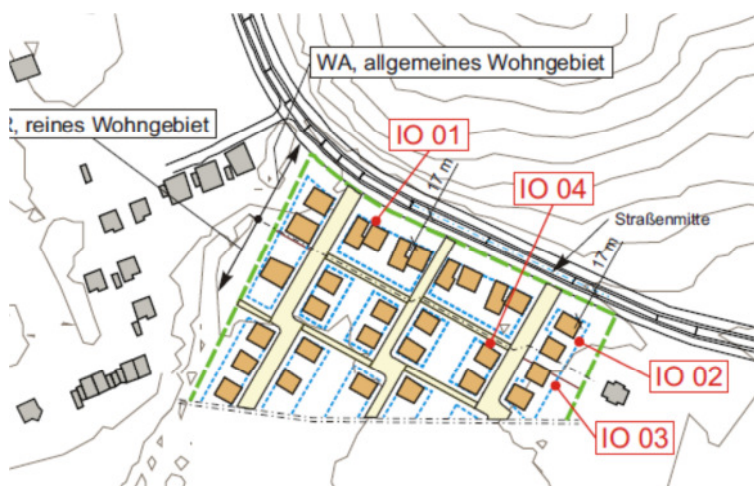 WA, allgemeines Wohngebiet
reines Wohngebiet
IO 01
17 m
IO 04
Straßenmitte
17 m
IO 02
IO 03